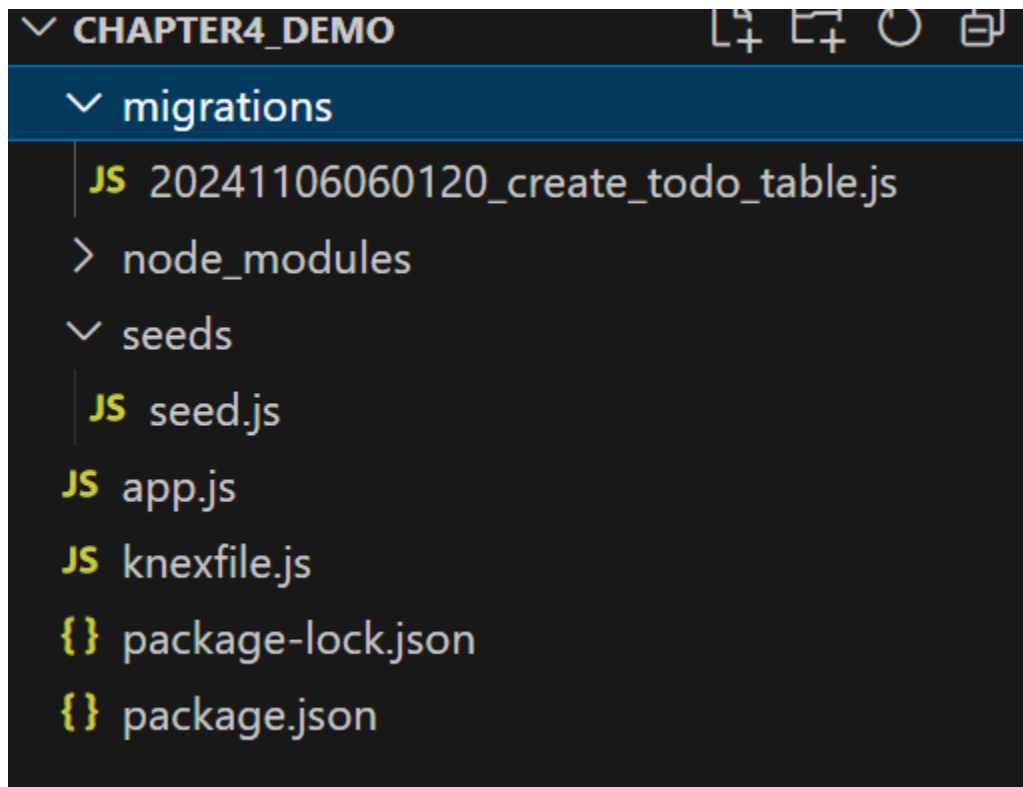 CHAPTER4_DEMO
migrations
JS 20241106060120_create_todo_table.js
node_modules
seeds
JS seed.js
JS app.js
JS knexfile.js
{} package-lock.json
{} package.json